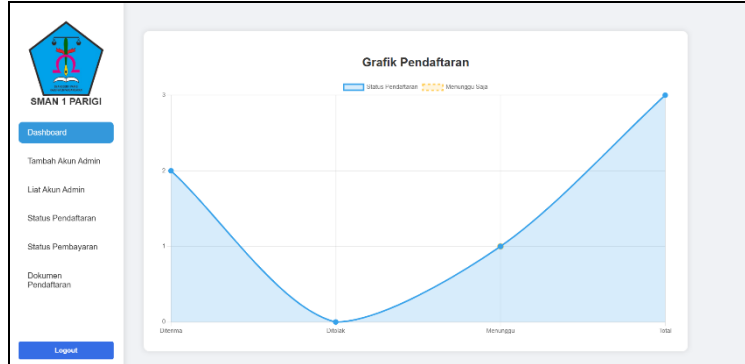 SMAN 1 PARIGI
Dashboard
Tambah Akun Admin
Liat Akun Admin
Status Pendaftaran
Status Pembayaran
Dokumen
Pendaftaran
Logout
Grafik Pendaftaran
Status Pendaftaran Menunggu Saja
3
2
1
0
Diterima Ditolak Menunggu Total